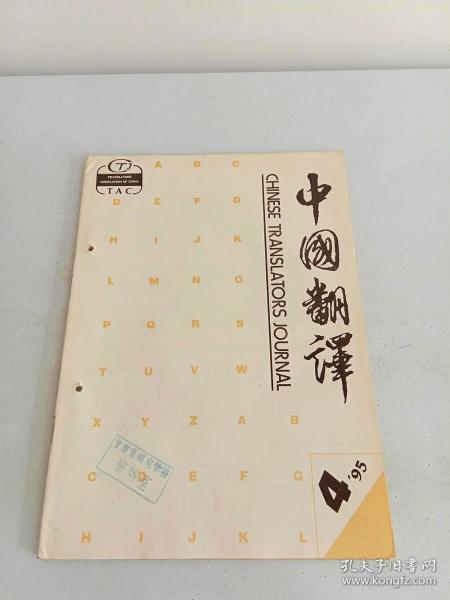 TRANSLATORS
ASSOCIATION OF CHINA
TAC
A B C
D E F G
H I J K
L M N O
P Q R S
T U V W
X Y Z A B
C D E F G
H I J K L
CHINESE TRANSLATORS JOURNAL
中國翻譯
4 '95
孔夫子旧书网
www.kongfz.com